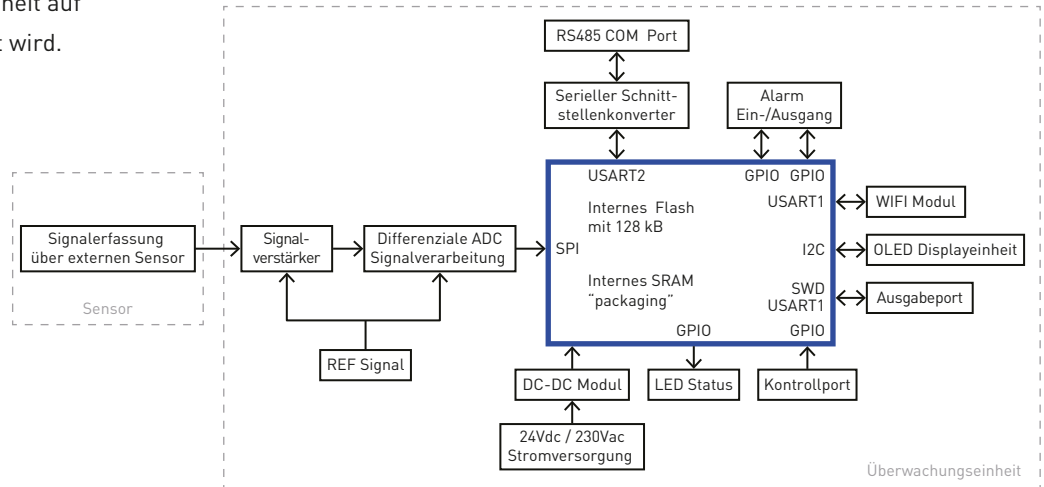 heit auf
t wird.
RS485 COM Port
Serieller Schnitt-
stellenkonverter
Alarm
Ein-/Ausgang
USART2
GPIO GPIO
USART1
WIFI Modul
Internes Flash
mit 128 kB
Signalerfassung
über externen Sensor
Signal-
verstärker
Differenziale ADC
Signalverarbeitung
SPI
I2C
OLED Displayeinheit
Internes SRAM
"packaging"
SWD
USART1
Ausgabeport
Sensor
GPIO
GPIO
REF Signal
DC-DC Modul
LED Status
Kontrollport
24Vdc / 230Vac
Stromversorgung
Überwachungseinheit